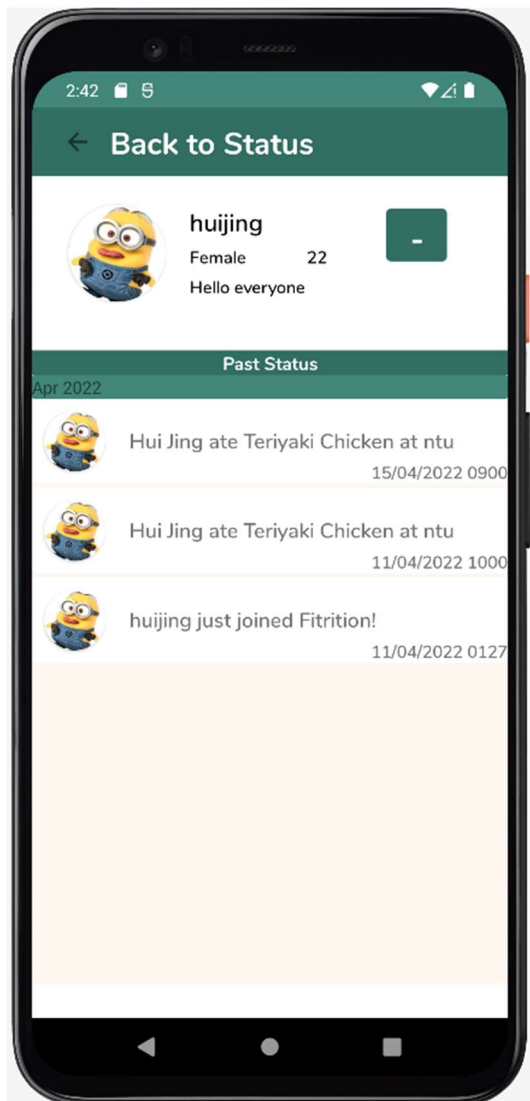 2:42
Back to Status
huijing
-
Female 22
Hello everyone
Past Status
Apr 2022
Hui Jing ate Teriyaki Chicken at ntu
15/04/2022 0900
Hui Jing ate Teriyaki Chicken at ntu
11/04/2022 1000
huijing just joined Fitrition!
11/04/2022 0127